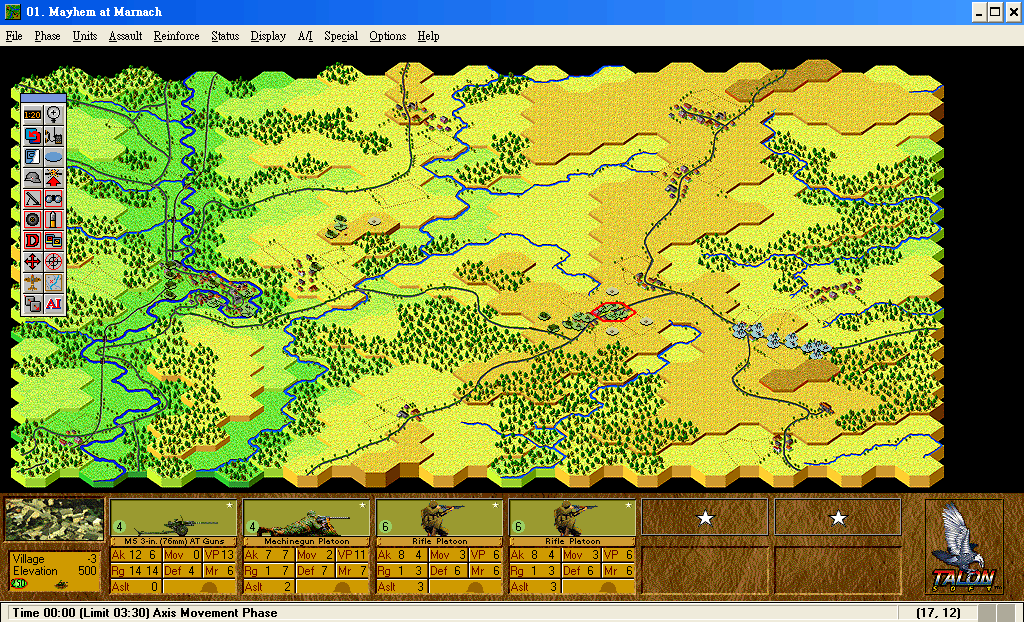 01. Mayhem at Marnach
File Phase Units Assault Reinforce Status Display A/I Special Options Help
1:20
D
AI
4 4 6 6
M5 3-in. (76mm) AT Guns Machinegun Platoon Rifle Platoon Rifle Platoon
Village -3
Elevation 500
250
Ak 12 6 Mov 0 VP 13 Ak 7 7 Mov 2 VP 11 Ak 8 4 Mov 3 VP 6 Ak 8 4 Mov 3 VP 6
Rg 14 14 Def 4 Mr 6 Rg 1 7 Def 7 Mr 7 Rg 1 3 Def 6 Mr 6 Rg 1 3 Def 6 Mr 6
Aslt 0 Aslt 2 Aslt 3 Aslt 3
TALON
SOFT
Time 00:00 (Limit 03:30) Axis Movement Phase (17, 12)